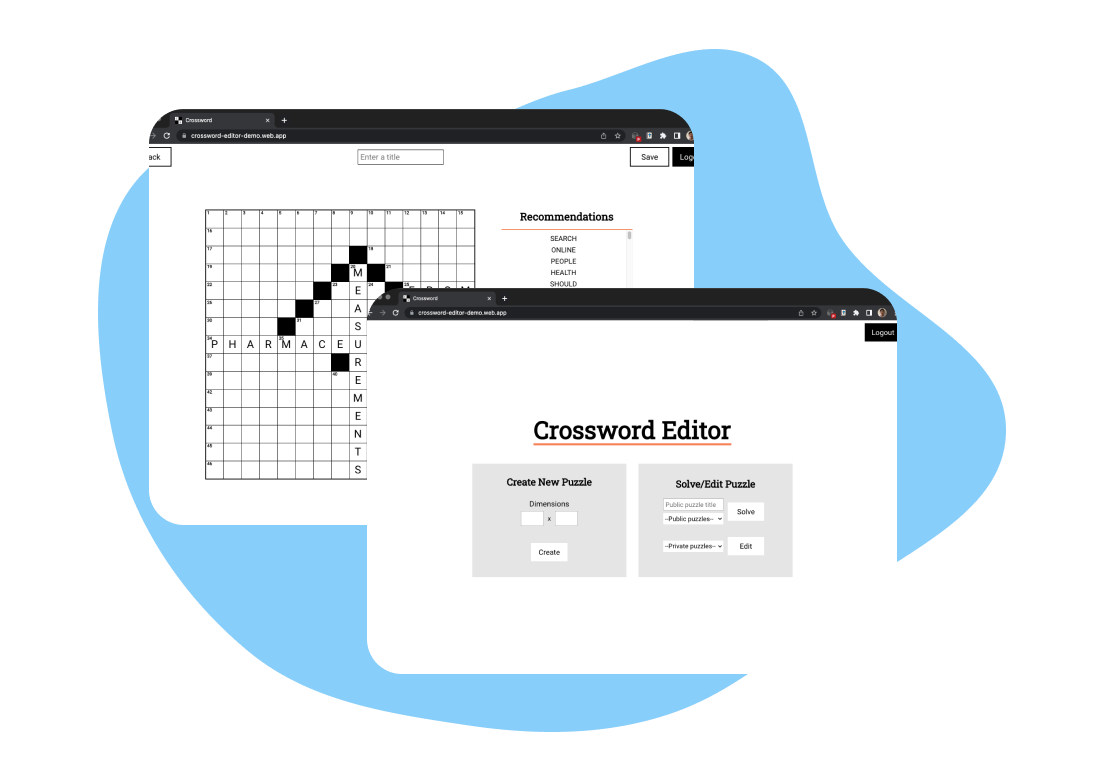 Crossword
crossword-editor-demo.web.app
ack
Enter a title
Save
Log
Recommendations
SEARCH
ONLINE
PEOPLE
HEALTH
SHOULD
1 2 3 4 5 6 7 8 9 10 11 12 13 14 15
16
17 18
19 20 21
M
22 23 24 25
E
26 27
A
30 31
S
34 35
P H A R M A C E U
37
R
39 40
E
42
M
43
E
44
N
45
T
46
S
Crossword
crossword-editor-demo.web.app
Logout
Crossword Editor
Create New Puzzle
Dimensions
x
Create
Solve/Edit Puzzle
Public puzzle title
--Public puzzles--
Solve
--Private puzzles--
Edit